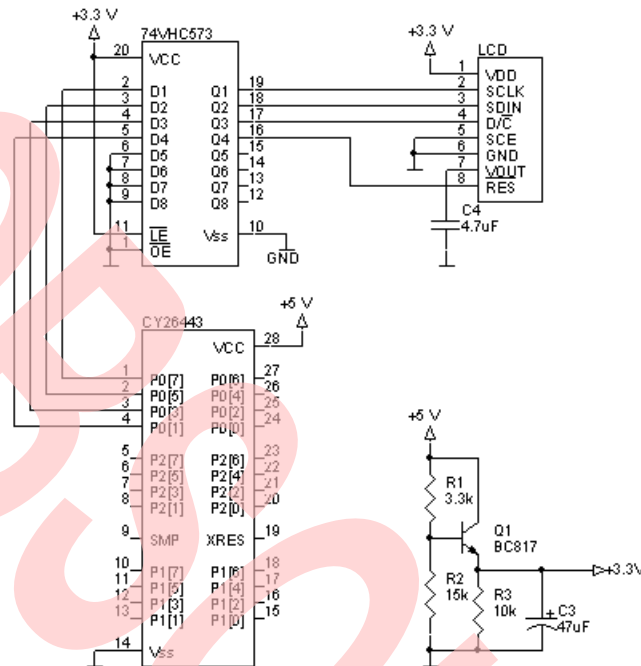 +3.3 V
74VHC573
20 VCC
2 D1 Q1 19
3 D2 Q2 18
4 D3 Q3 17
5 D4 Q4 16
6 D5 Q5 15
7 D6 Q6 14
8 D7 Q7 13
9 D8 Q8 12
11 LE Vss 10
1 OE
GND
+3.3 V
LCD
1 VDD
2 SCLK
3 SDIN
4 D/C
5 SCE
6 GND
7 VOUT
8 RES
C4
4.7uF
+5 V
CY26443
VCC 28
1 P0[7] P0[6] 27
2 P0[5] P0[4] 26
3 P0[3] P0[2] 25
4 P0[1] P0[0] 24
5 P2[7] P2[6] 23
6 P2[5] P2[4] 22
7 P2[3] P2[2] 21
8 P2[1] P2[0] 20
9 SMP XRES 19
10 P1[7] P1[6] 18
11 P1[5] P1[4] 17
12 P1[3] P1[2] 16
13 P1[1] P1[0] 15
14 Vss
+5 V
R1
3.3k
Q1
BC817
R2
15k
R3
10k
+3.3V
C3
+
47uF